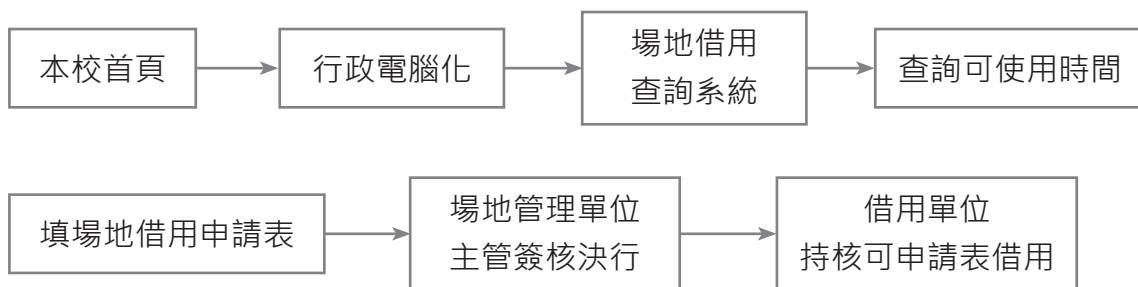 本校首頁
行政電腦化
場地借用
查詢系統
查詢可使用時間
填場地借用申請表
場地管理單位
主管簽核決行
借用單位
持核可申請表借用